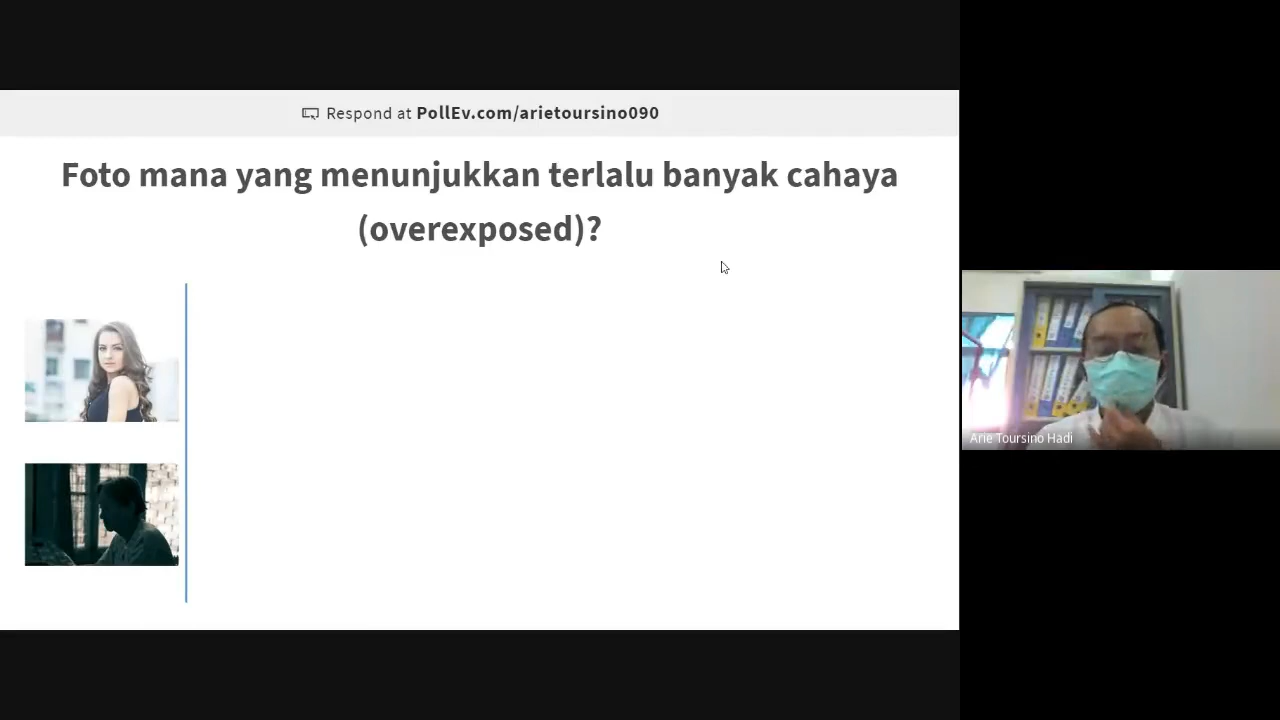 Respond at PollEv.com/arietoursino090
Foto mana yang menunjukkan terlalu banyak cahaya
(overexposed)?
Arie Toursino Hadi